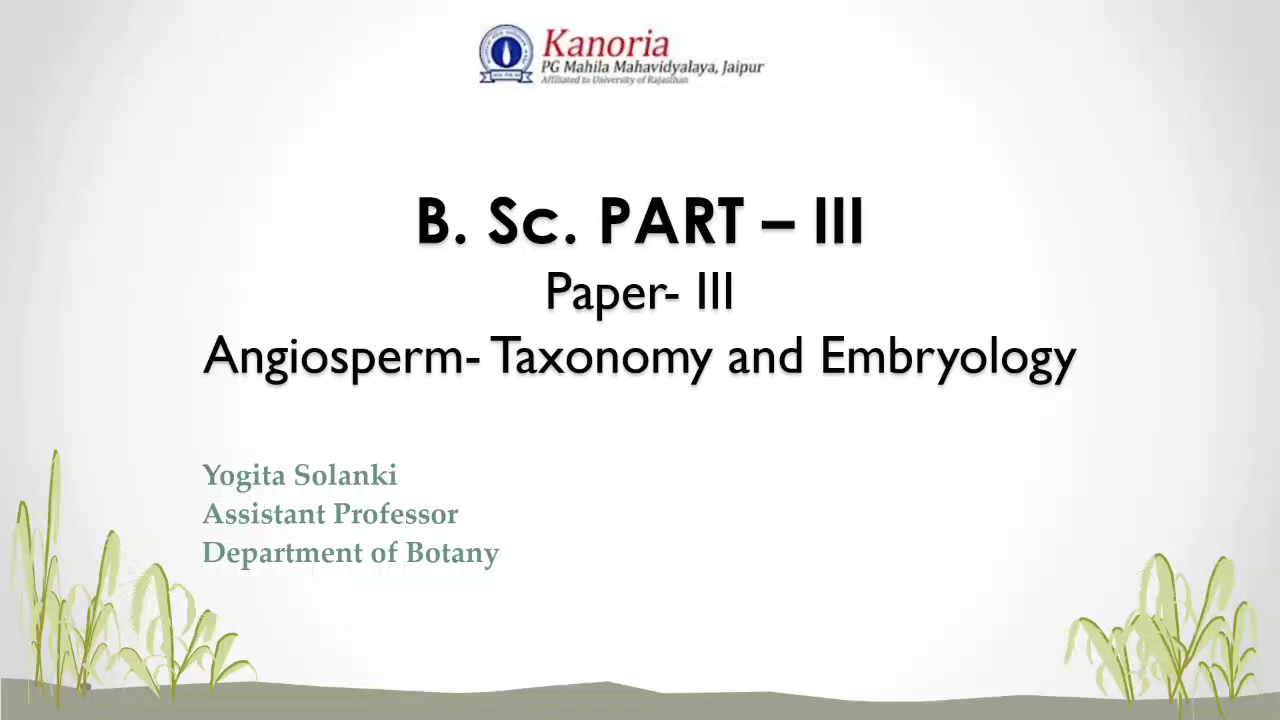 Kanoria
PG Mahila Mahavidyalaya, Jaipur
Affiliated to University of Rajasthan
B. Sc. PART – III
Paper- III
Angiosperm- Taxonomy and Embryology
Yogita Solanki
Assistant Professor
Department of Botany